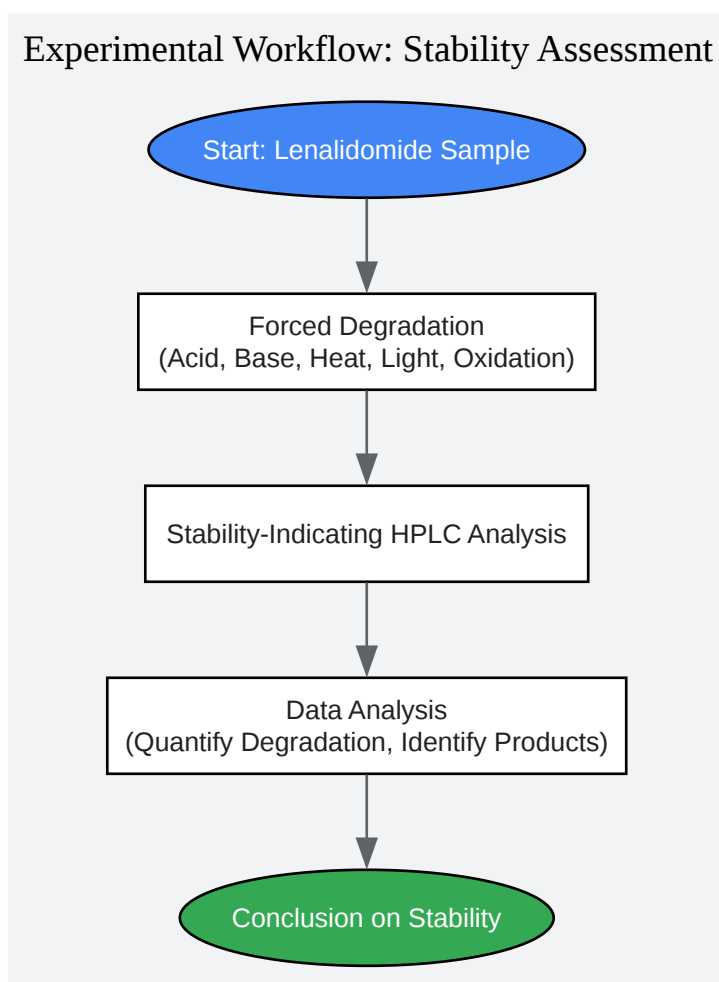 Experimental Workflow: Stability Assessment
Start: Lenalidomide Sample
Forced Degradation
(Acid, Base, Heat, Light, Oxidation)
Stability-Indicating HPLC Analysis
Data Analysis
(Quantify Degradation, Identify Products)
Conclusion on Stability